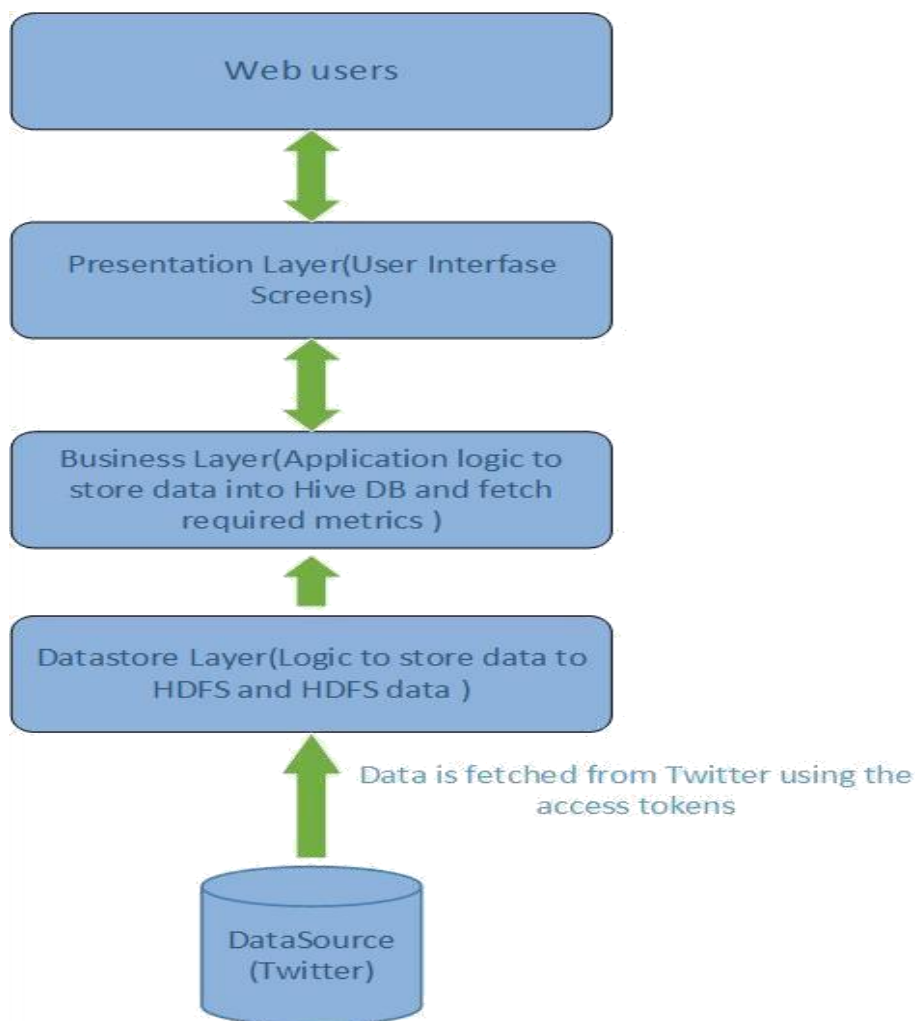 Web users
Presentation Layer(User Interfase
Screens)
Business Layer(Application logic to
store data into Hive DB and fetch
required metrics )
Datastore Layer(Logic to store data to
HDFS and HDFS data )
Data is fetched from Twitter using the
access tokens
DataSource
(Twitter)